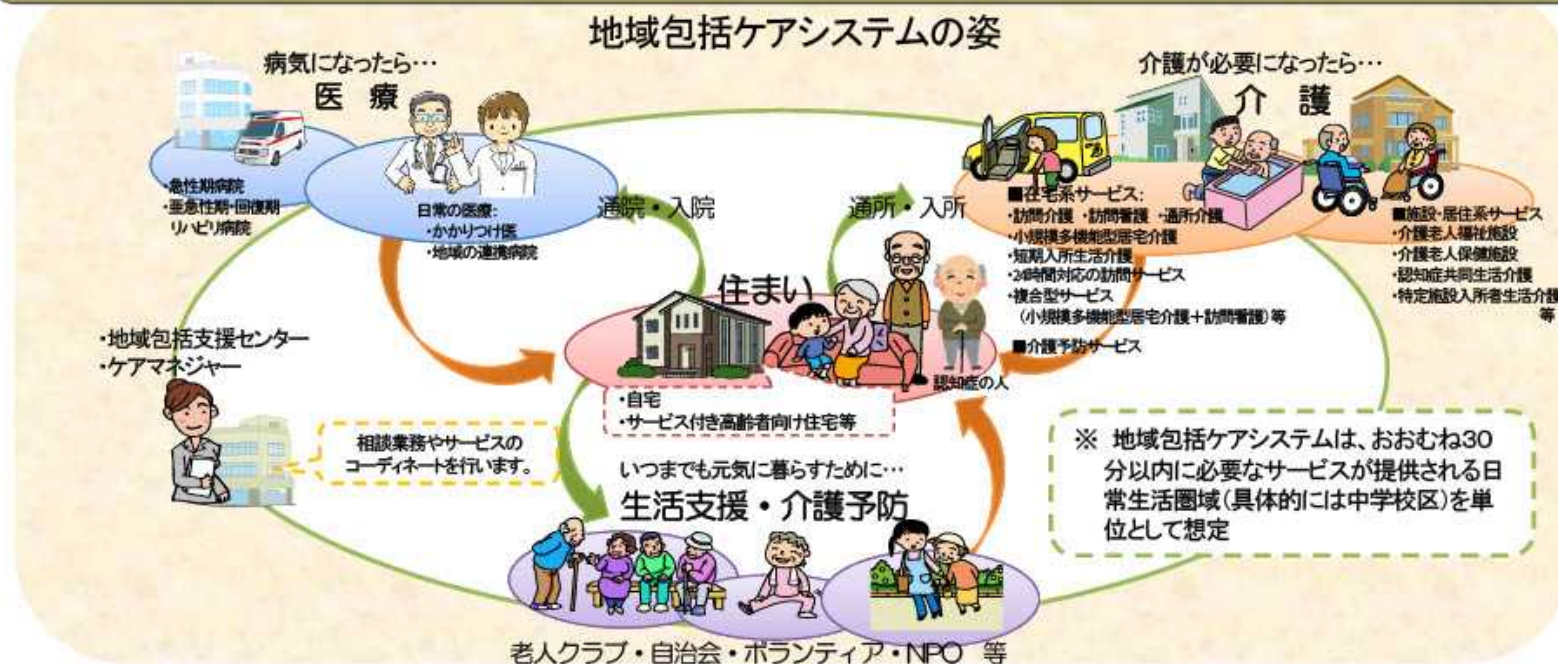 地域包括ケアシステムの姿
病気になったら…
医 療
・急性期病院
・亜急性期・回復期
リハビリ病院
日常の医療:
・かかりつけ医
・地域の連携病院
通院・入院
通所・入所
介護が必要になったら…
介 護
■在宅系サービス:
・訪問介護 ・訪問看護 ・通所介護
・小規模多機能型居宅介護
・短期入所生活介護
・24時間対応の訪問サービス
・複合型サービス
(小規模多機能型居宅介護+訪問看護)等
■介護予防サービス
■施設・居住系サービス
・介護老人福祉施設
・介護老人保健施設
・認知症共同生活介護
・特定施設入所者生活介護
等
住まい
認知症の人
・自宅
・サービス付き高齢者向け住宅等
・地域包括支援センター
・ケアマネジャー
相談業務やサービスの
コーディネートを行います。
いつまでも元気に暮らすために…
生活支援・介護予防
老人クラブ・自治会・ボランティア・NPO 等
※ 地域包括ケアシステムは、おおむね30
分以内に必要なサービスが提供される日
常生活圏域(具体的には中学校区)を単
位として想定